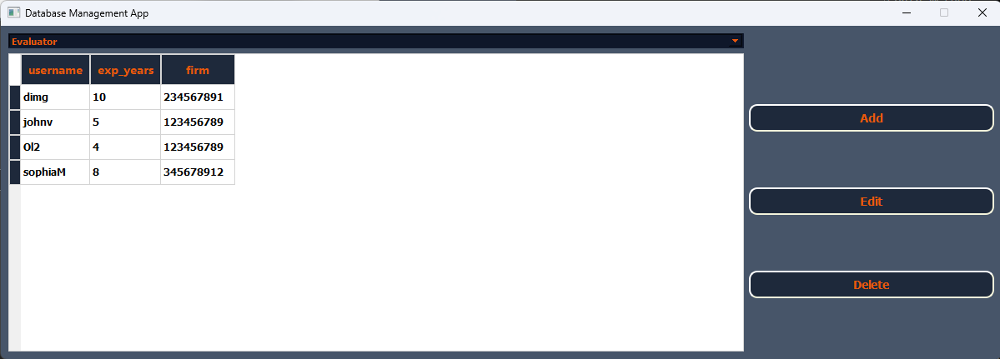 Database Management App
Evaluator
username exp_years firm
dimg 10 234567891
johnv 5 123456789
Ol2 4 123456789
sophiaM 8 345678912
Add
Edit
Delete